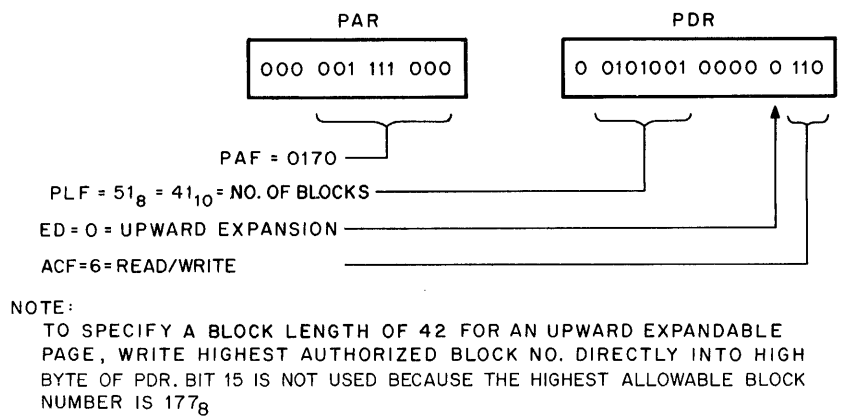 PAR
PDR
000 001 111 000
0 0101001 0000 0 110
PAF = 0170
PLF = 51₈ = 41₁₀ = NO. OF BLOCKS
ED = 0 = UPWARD EXPANSION
ACF=6=READ/WRITE
NOTE:
TO SPECIFY A BLOCK LENGTH OF 42 FOR AN UPWARD EXPANDABLE
PAGE, WRITE HIGHEST AUTHORIZED BLOCK NO. DIRECTLY INTO HIGH
BYTE OF PDR. BIT 15 IS NOT USED BECAUSE THE HIGHEST ALLOWABLE BLOCK
NUMBER IS 177₈